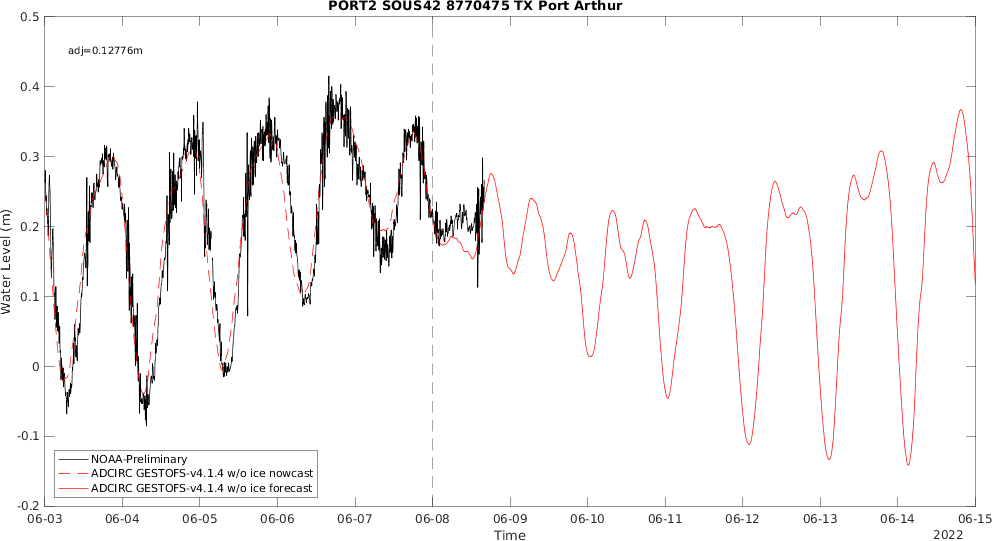 PORT2 SOUS42 8770475 TX Port Arthur
adj=0.12776m
Water Level (m)
0.5
0.4
0.3
0.2
0.1
0
-0.1
-0.2
NOAA-Preliminary
ADCIRC GESTOFS-v4.1.4 w/o ice nowcast
ADCIRC GESTOFS-v4.1.4 w/o ice forecast
06-03 06-04 06-05 06-06 06-07 06-08 06-09 06-10 06-11 06-12 06-13 06-14 06-15
Time
2022